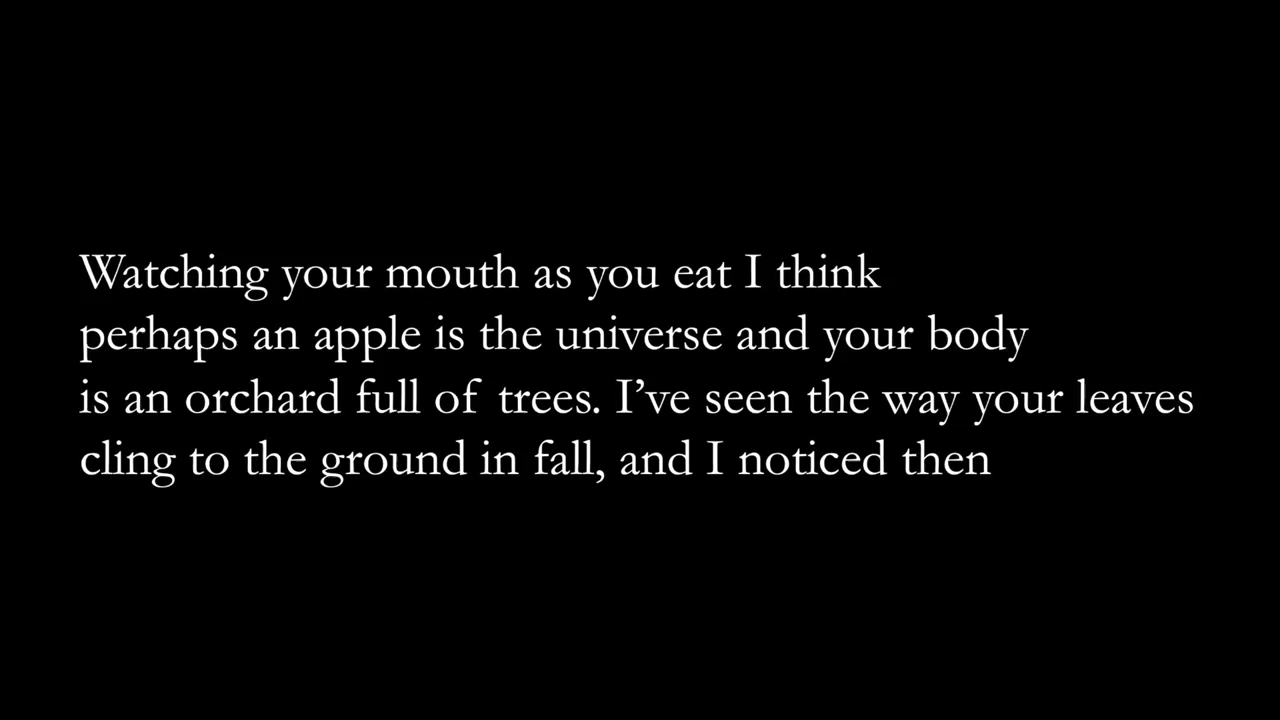 Watching your mouth as you eat I think
perhaps an apple is the universe and your body
is an orchard full of trees. I’ve seen the way your leaves
cling to the ground in fall, and I noticed then